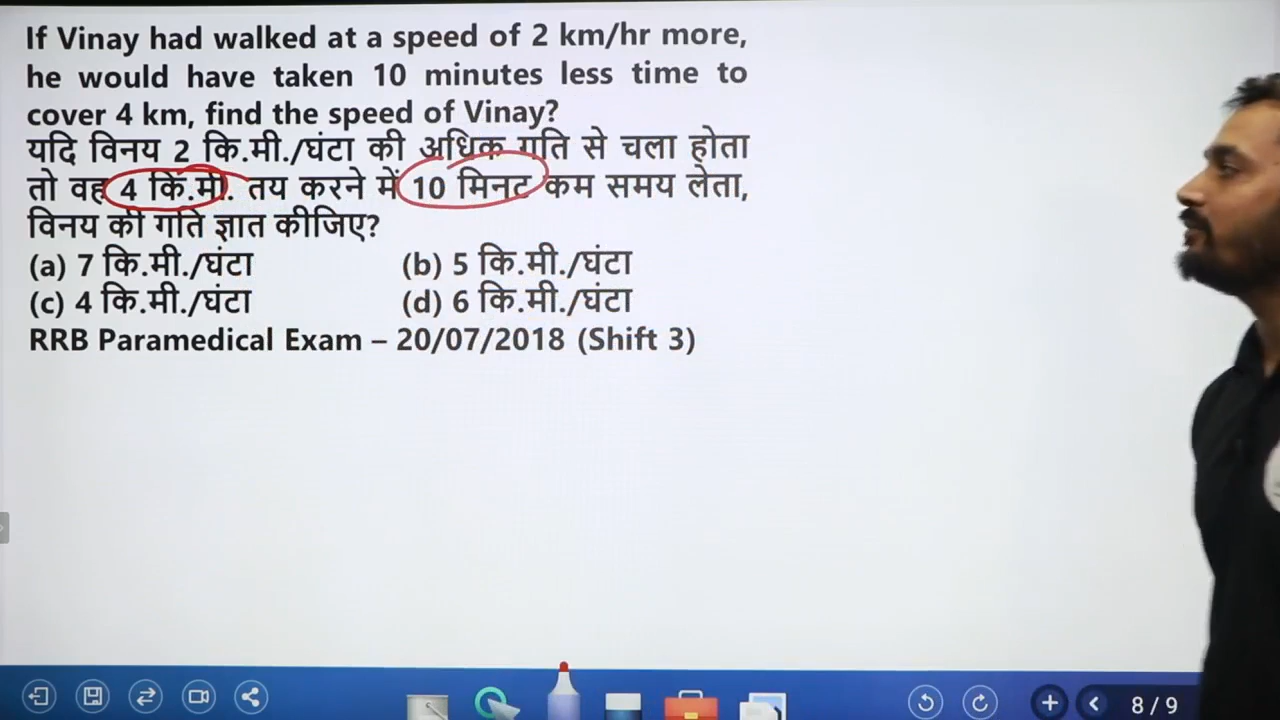 If Vinay had walked at a speed of 2 km/hr more,
he would have taken 10 minutes less time to
cover 4 km, find the speed of Vinay?
यदि विनय 2 कि.मी./घंटा की अधिक गति से चला होता
तो वह 4 कि.मी. तय करने में 10 मिनट कम समय लेता,
विनय की गति ज्ञात कीजिए?
(a) 7 कि.मी./घंटा (b) 5 कि.मी./घंटा
(c) 4 कि.मी./घंटा (d) 6 कि.मी./घंटा
RRB Paramedical Exam – 20/07/2018 (Shift 3)
8 / 9